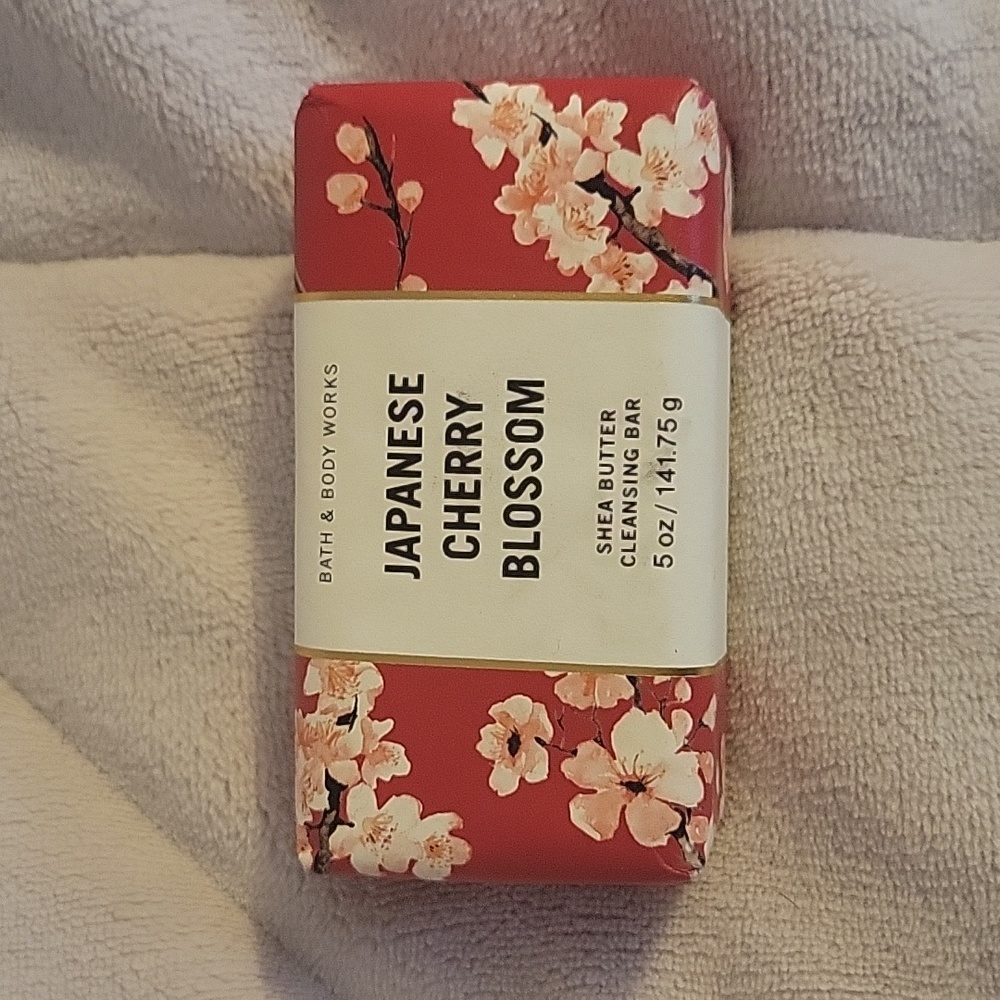 BATH & BODY WORKS
JAPANESE
CHERRY
BLOSSOM
SHEA BUTTER
CLEANSING BAR
5 oz / 141.75 g